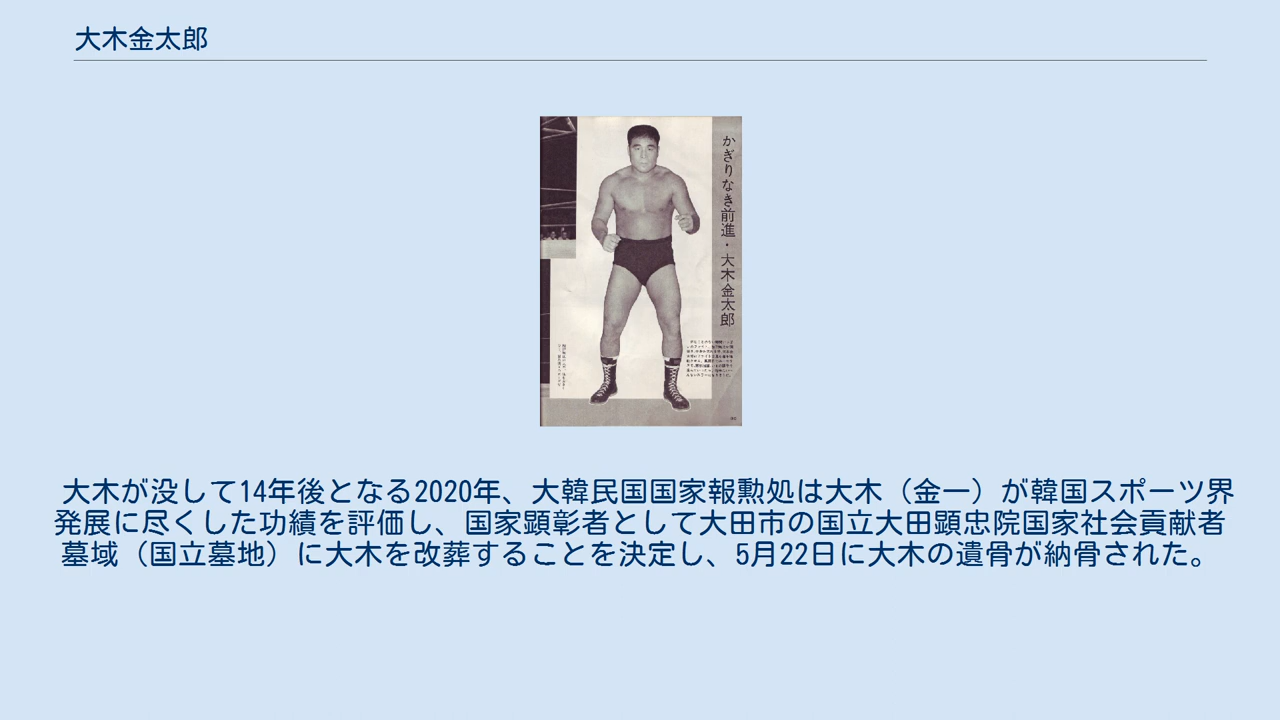 大木金太郎
かぎりなき前進・大木金太郎
大木が没して14年後となる2020年、大韓民国国家報勲処は大木（金一）が韓国スポーツ界
発展に尽くした功績を評価し、国家顕彰者として大田市の国立大田顕忠院国家社会貢献者
墓域（国立墓地）に大木を改葬することを決定し、5月22日に大木の遺骨が納骨された。